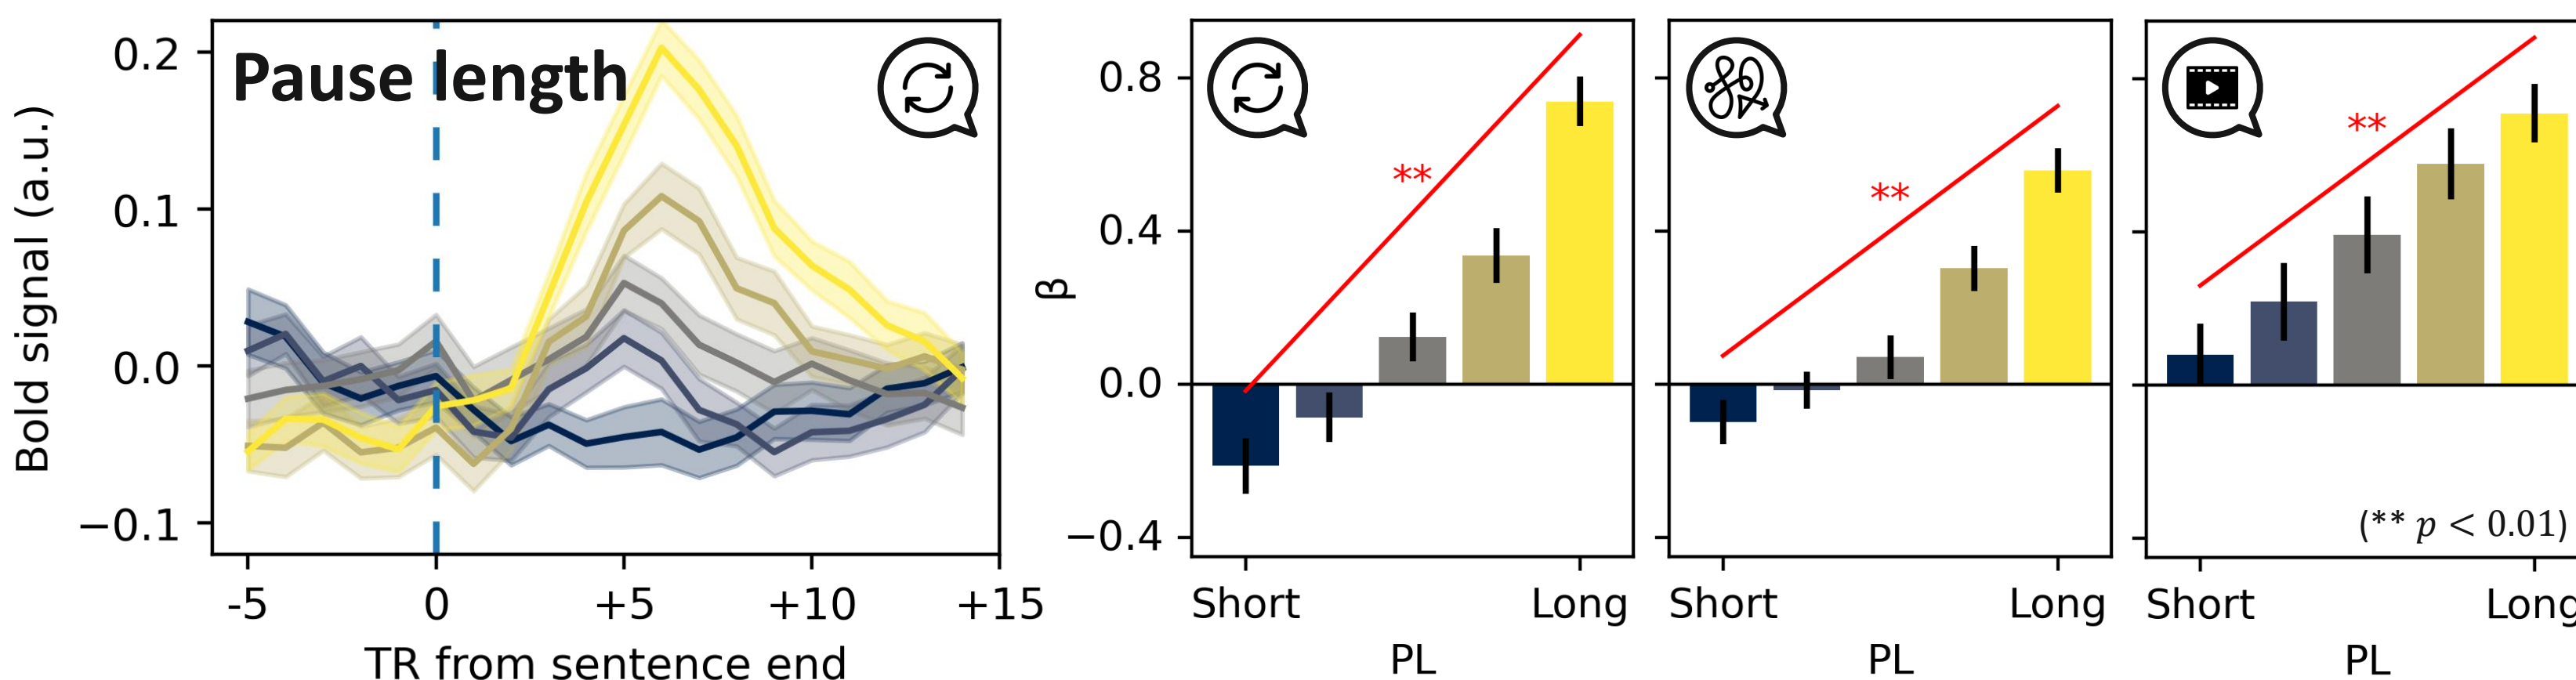 Pause length
Bold signal (a.u.)
0.2
0.1
0.0
−0.1
-5 0 +5 +10 +15
TR from sentence end
β
0.8
0.4
0.0
−0.4
**
Short Long
PL
**
Short Long
PL
**
(** p < 0.01)
Short Long
PL